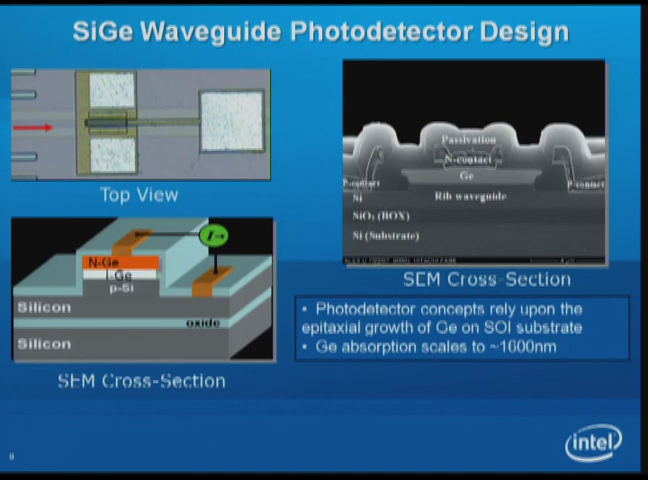 SiGe Waveguide Photodetector Design
Top View
Passivation
N-contact
Ge
P-contact
P-contact
Si
Rib waveguide
SiO₂ (BOX)
Si (Substrate)
SEM Cross-Section
I
N-Ge
i-Ge
p-Si
Silicon
oxide
Silicon
SEM Cross-Section
• Photodetector concepts rely upon the
epitaxial growth of Ge on SOI substrate
• Ge absorption scales to ~1600nm
intel
8